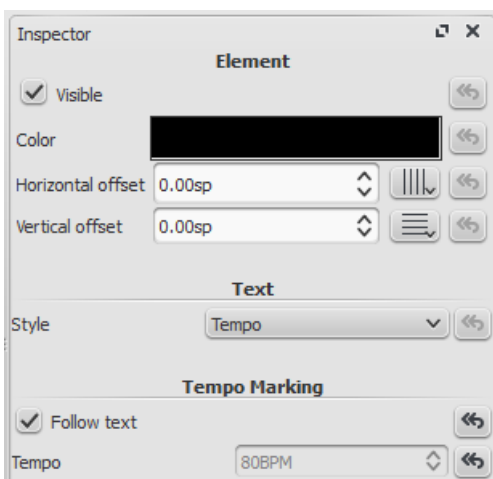 Inspector
Element
Visible
Color
Horizontal offset 0.00sp
Vertical offset 0.00sp
Text
Style Tempo
Tempo Marking
Follow text
Tempo 80BPM